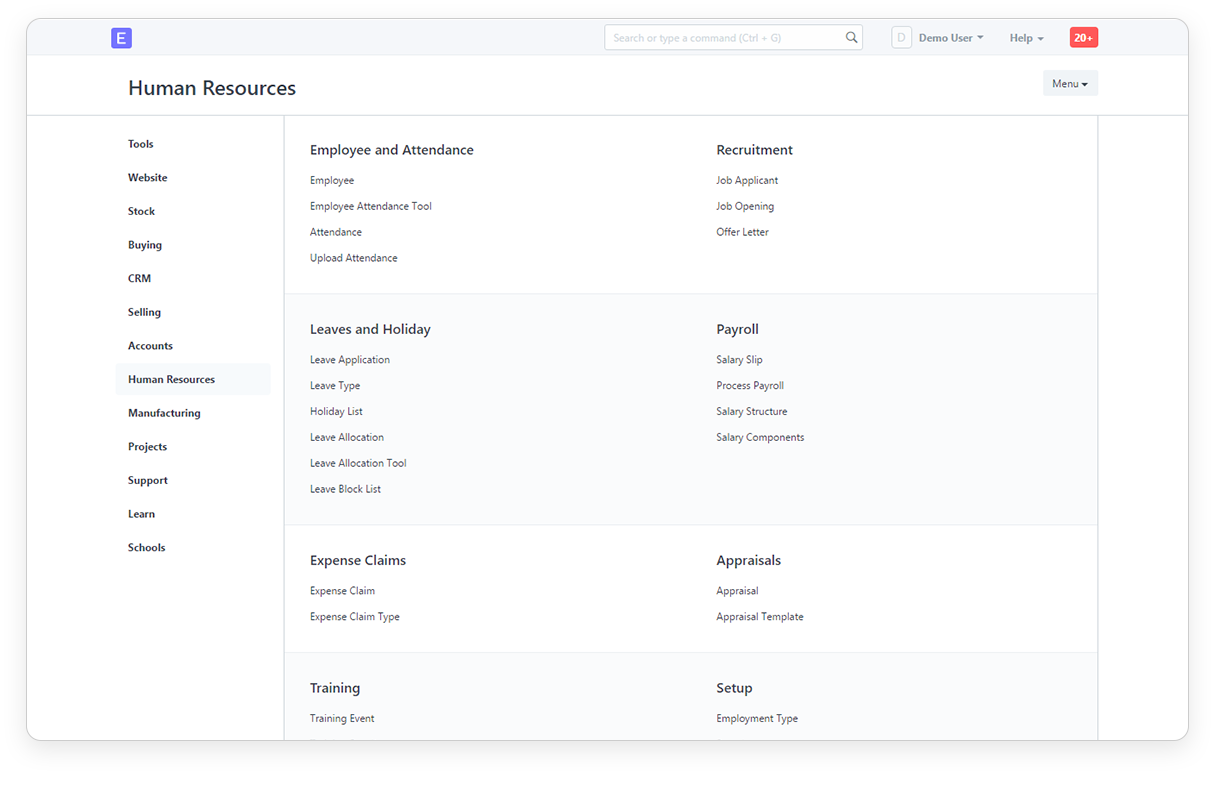 E
Search or type a command (Ctrl + G)
D Demo User
Help
20+
Human Resources
Menu
Tools
Website
Stock
Buying
CRM
Selling
Accounts
Human Resources
Manufacturing
Projects
Support
Learn
Schools
Employee and Attendance
Employee
Employee Attendance Tool
Attendance
Upload Attendance
Recruitment
Job Applicant
Job Opening
Offer Letter
Leaves and Holiday
Leave Application
Leave Type
Holiday List
Leave Allocation
Leave Allocation Tool
Leave Block List
Payroll
Salary Slip
Process Payroll
Salary Structure
Salary Components
Expense Claims
Expense Claim
Expense Claim Type
Appraisals
Appraisal
Appraisal Template
Training
Training Event
Setup
Employment Type